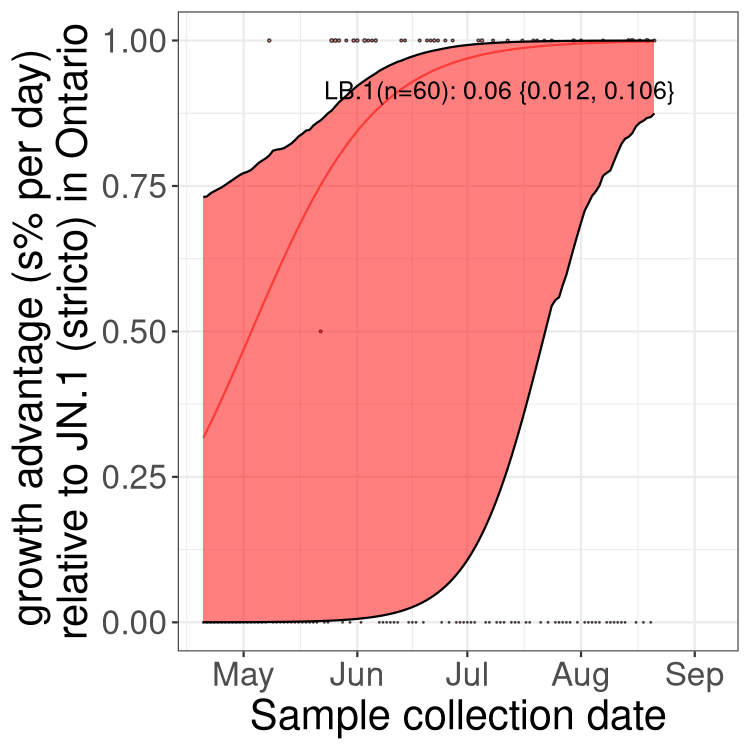 growth advantage (s% per day)
relative to JN.1 (stricto) in Ontario
1.00
0.75
0.50
0.25
0.00
LB.1(n=60): 0.06 {0.012, 0.106}
May Jun Jul Aug Sep
Sample collection date